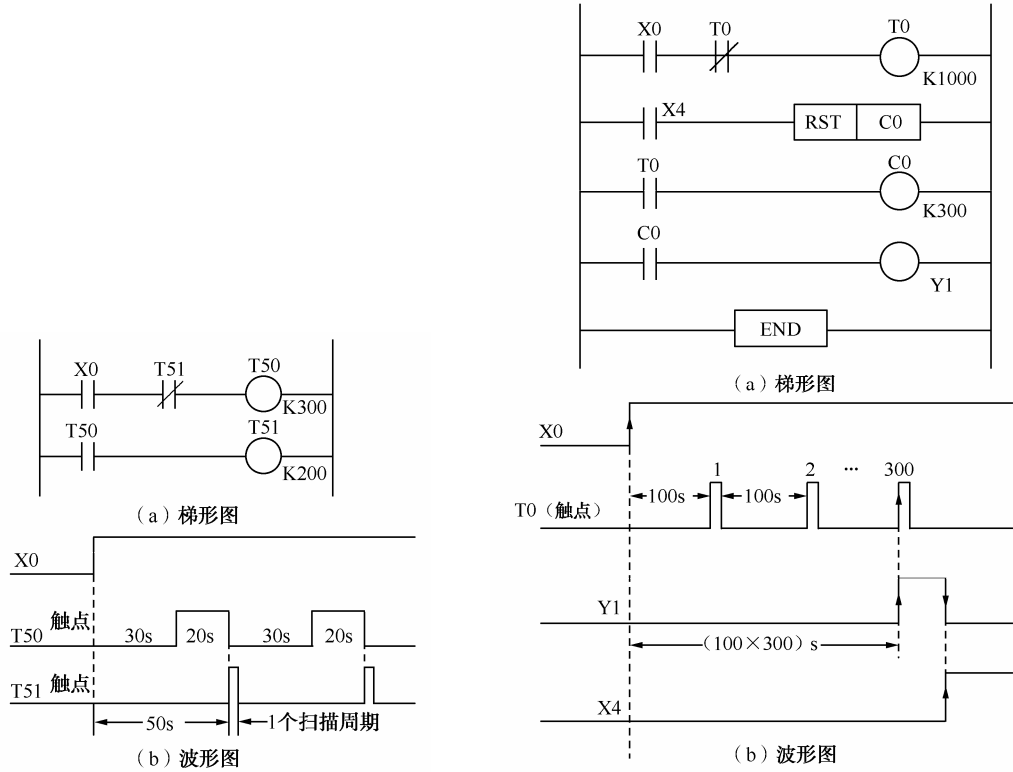 X0 T51 T50
K300
T50 T51
K200
(a)梯形图
X0
T50 触点 30s 20s 30s 20s
T51 触点
50s 1个扫描周期
(b)波形图
X0 T0 T0
K1000
X4 RST C0
T0 C0
K300
C0
Y1
END
(a)梯形图
X0
1 2 … 300
100s 100s
T0(触点)
Y1
(100×300)s
X4
(b)波形图